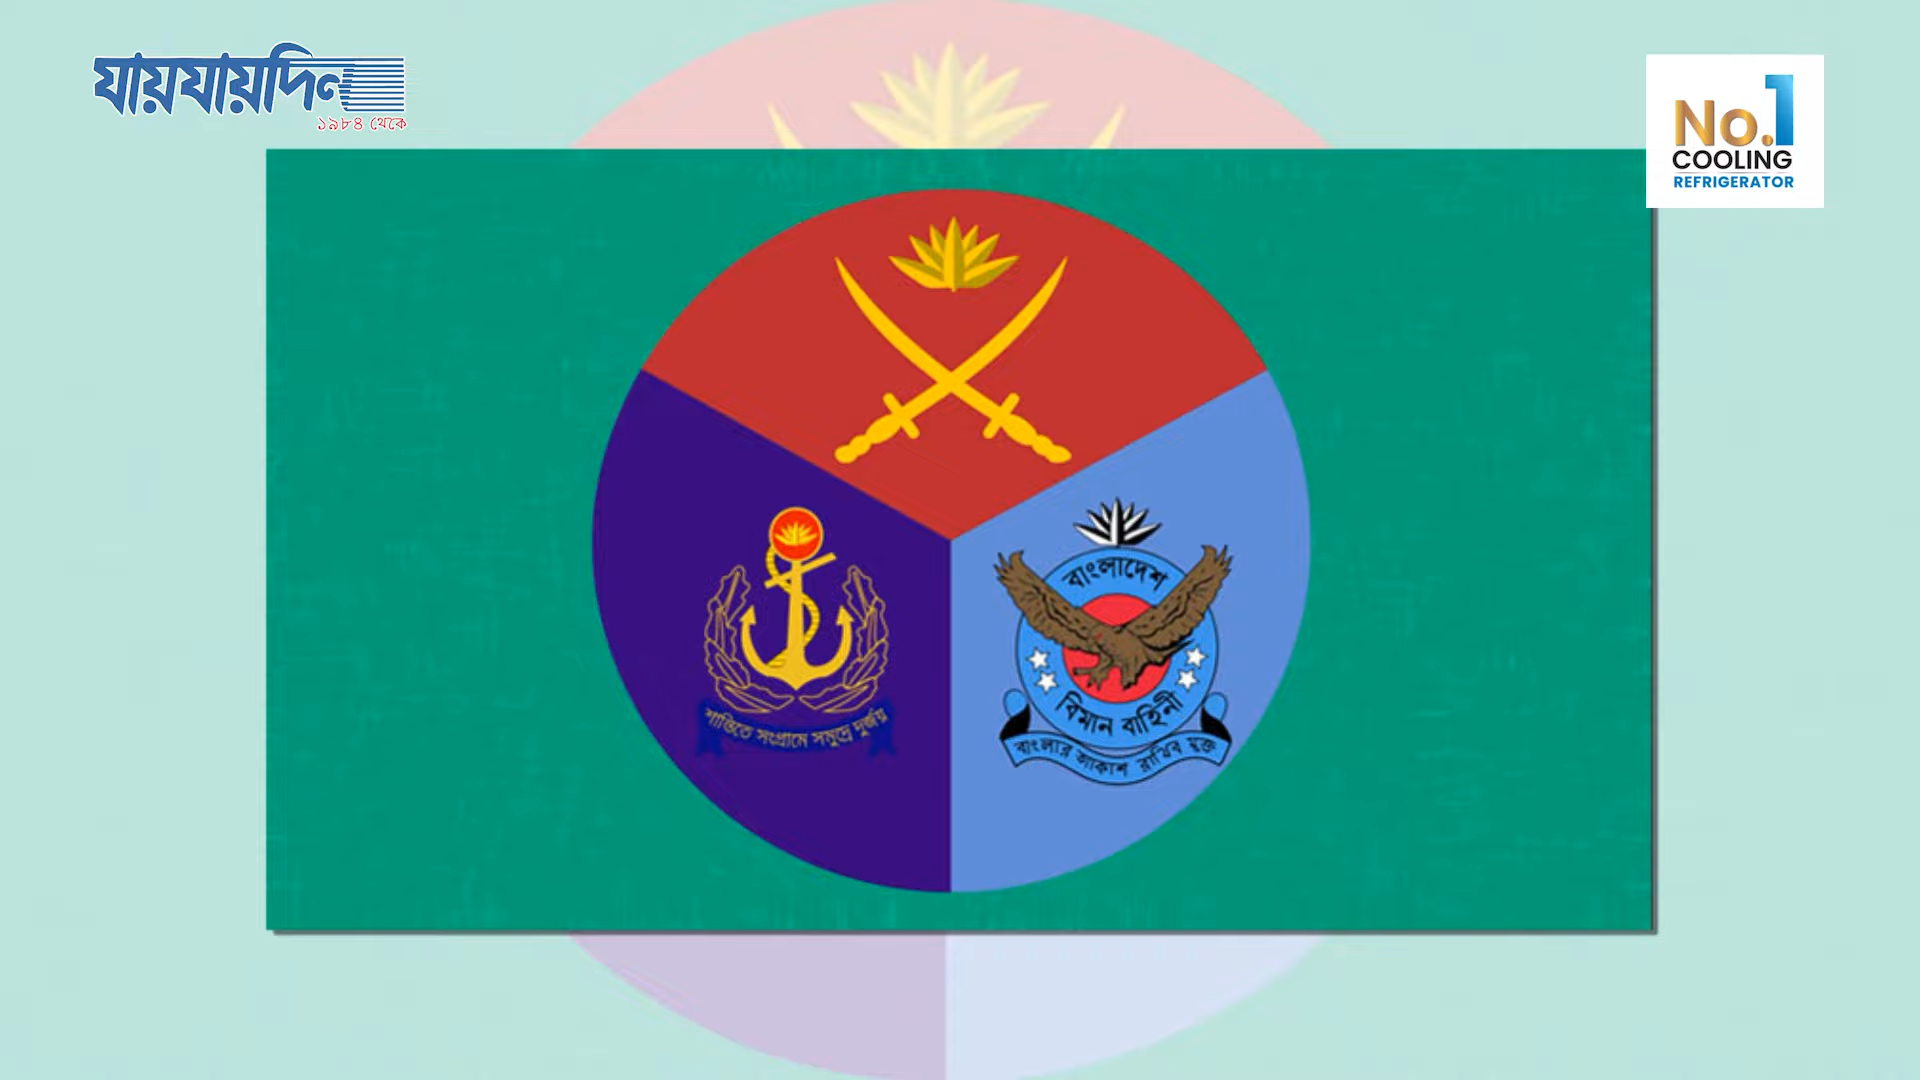 যায়যায়দিন
১৯৮৪ থেকে
No.1
COOLING
REFRIGERATOR
বাংলাদেশ
বিমান বাহিনী
বাংলার আকাশ রাখিব মুক্ত
শান্তিতে সংগ্রামে সমুদ্রে দুর্জয়